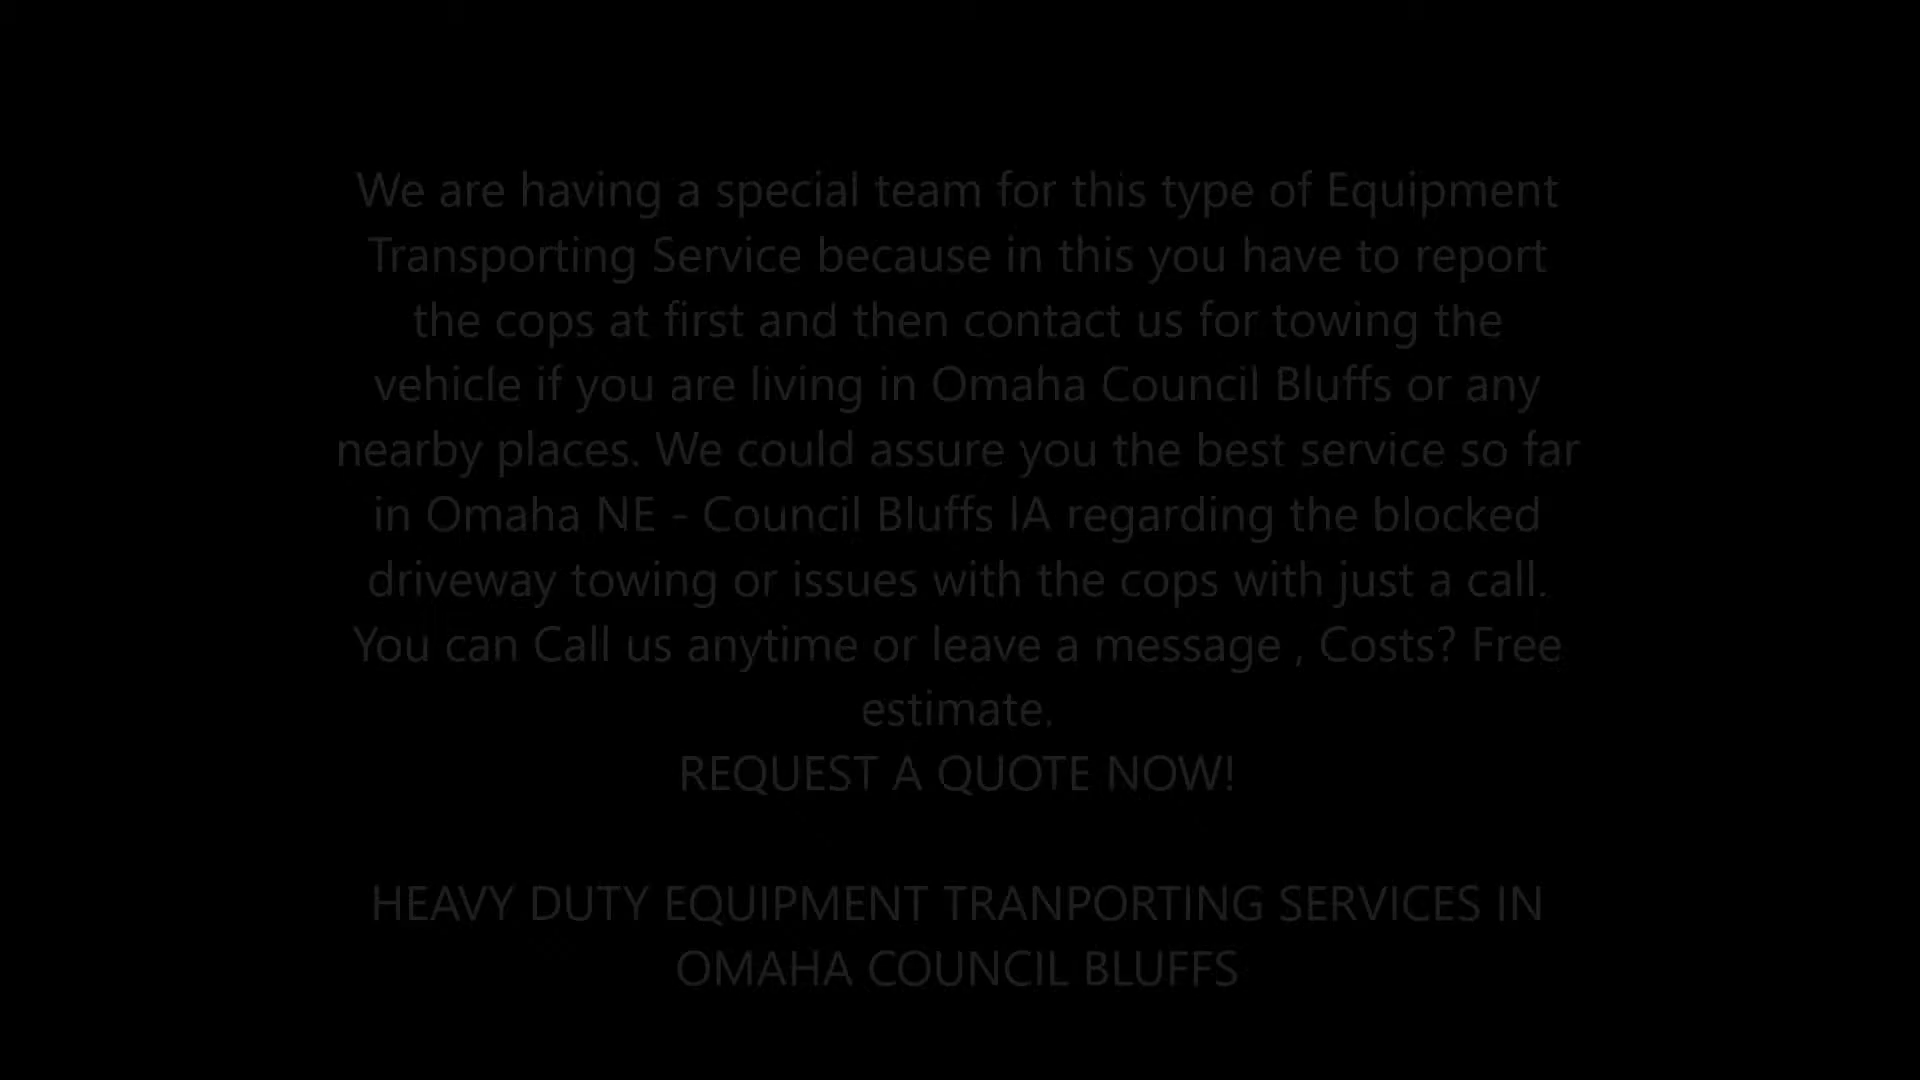 We are having a special team for this type of Equipment
Transporting Service because in this you have to report
the cops at first and then contact us for towing the
vehicle if you are living in Omaha Council Bluffs or any
nearby places. We could assure you the best service so far
in Omaha NE - Council Bluffs IA regarding the blocked
driveway towing or issues with the cops with just a call.
You can Call us anytime or leave a message , Costs? Free
estimate.
REQUEST A QUOTE NOW!
HEAVY DUTY EQUIPMENT TRANPORTING SERVICES IN
OMAHA COUNCIL BLUFFS